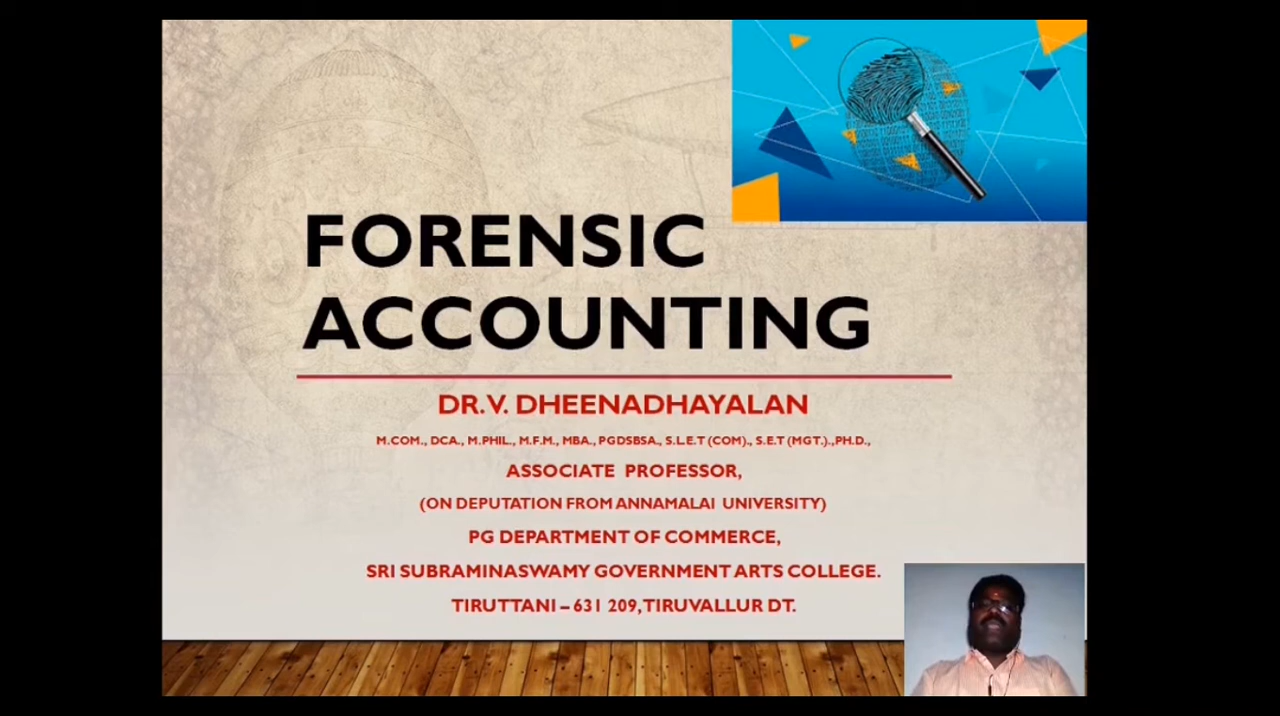 FORENSIC
ACCOUNTING
DR.V. DHEENADHAYALAN
M.COM., DCA., M.PHIL., M.F.M., MBA., PGDSBSA., S.L.E.T (COM)., S.E.T (MGT.).,PH.D.,
ASSOCIATE PROFESSOR,
(ON DEPUTATION FROM ANNAMALAI UNIVERSITY)
PG DEPARTMENT OF COMMERCE,
SRI SUBRAMINASWAMY GOVERNMENT ARTS COLLEGE.
TIRUTTANI – 631 209, TIRUVALLUR DT.